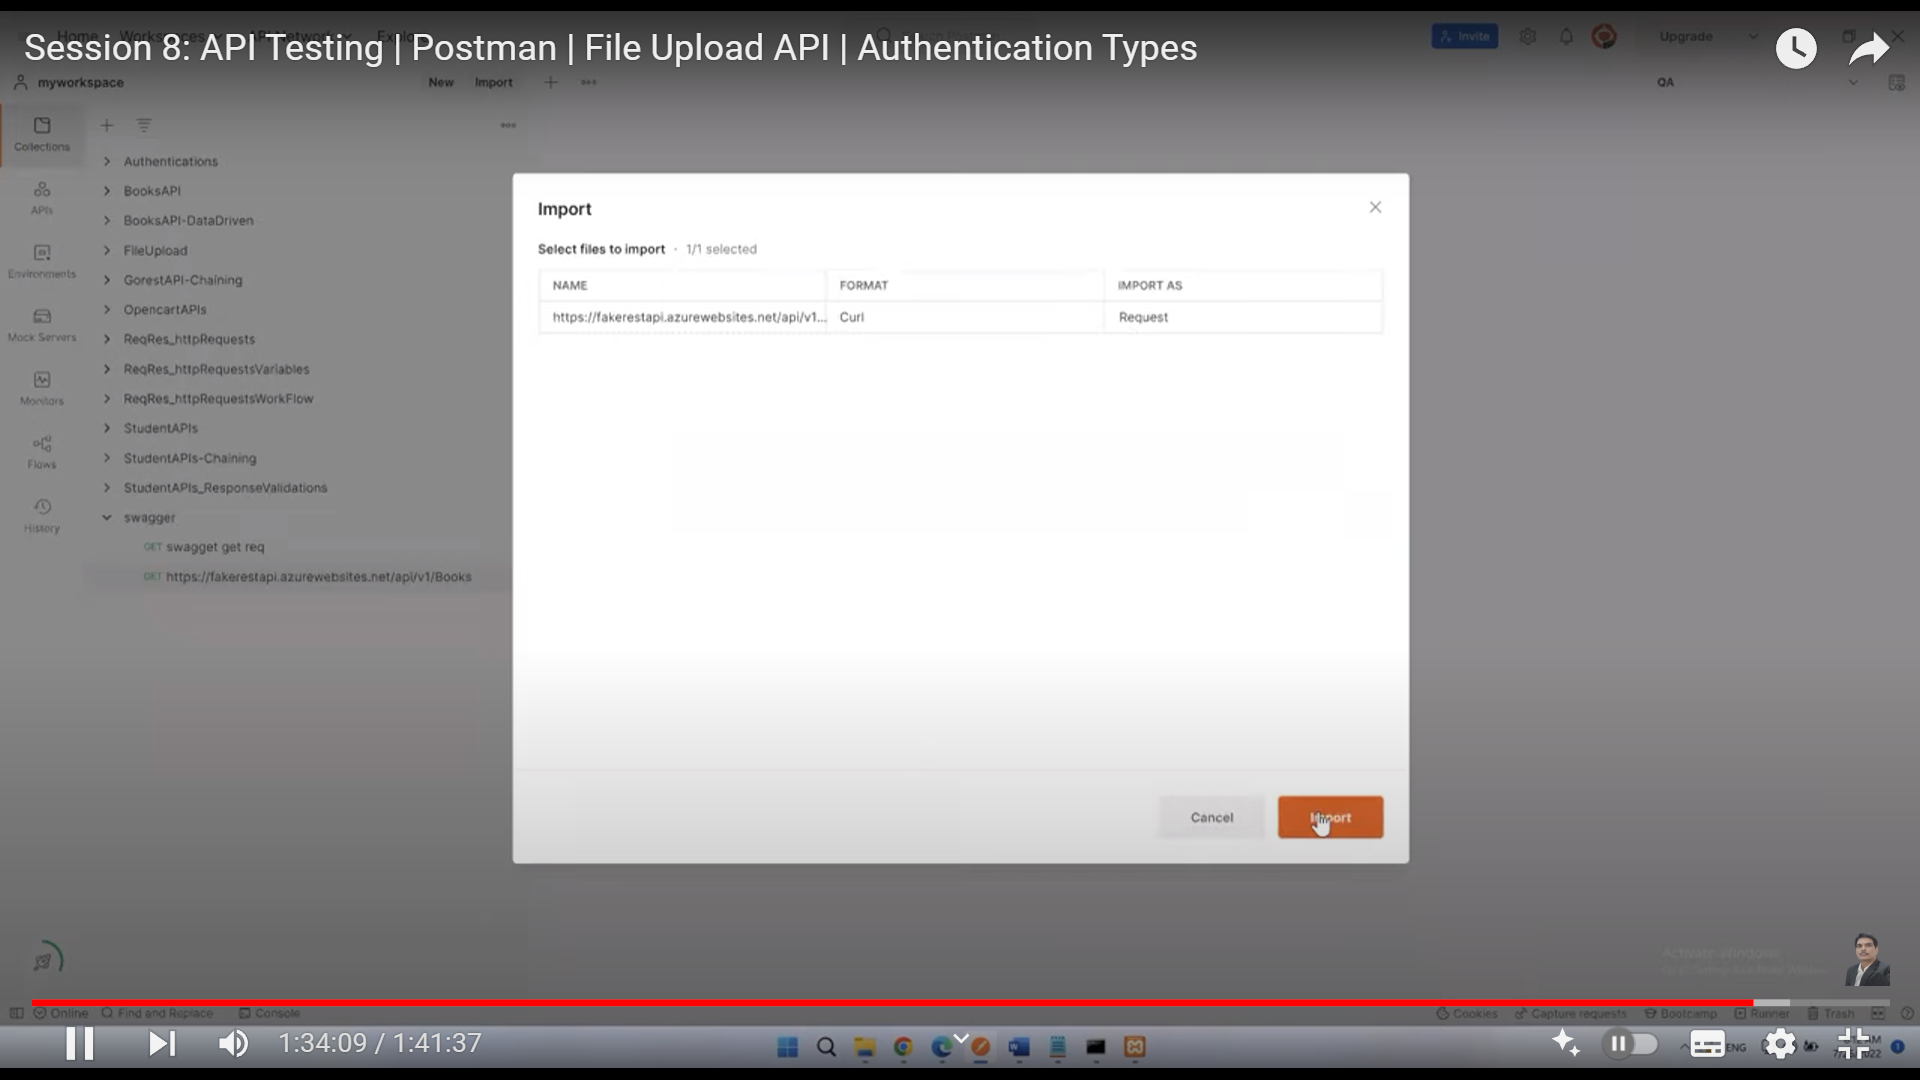 Session 8: API Testing | Postman | File Upload API | Authentication Types
Invite
Upgrade
myworkspace
New
Import
QA
Collections
APIs
Environments
Mock Servers
Monitors
Flows
History
Authentications
BooksAPI
BooksAPI-DataDriven
FileUpload
GorestAPI-Chaining
OpencartAPIs
ReqRes_httpRequests
ReqRes_httpRequestsVariables
ReqRes_httpRequestsWorkFlow
StudentAPIs
StudentAPIs-Chaining
StudentAPIs_ResponseValidations
swagger
GET swagget get req
GET https://fakerestapi.azurewebsites.net/api/v1/Books
Import
Select files to import · 1/1 selected
NAME FORMAT IMPORT AS
https://fakerestapi.azurewebsites.net/api/v1... Curl Request
Cancel
Import
Activate Windows
Online Find and Replace Console
Cookies Capture requests Bootcamp Runner Trash
1:34:09 / 1:41:37
ENG